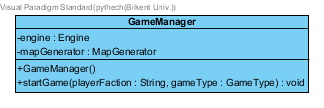 Visual Paradigm Standard(pythech(Bilkent Univ.))
GameManager
-engine : Engine
-mapGenerator : MapGenerator
+GameManager()
+startGame(playerFaction : String, gameType : GameType) : void